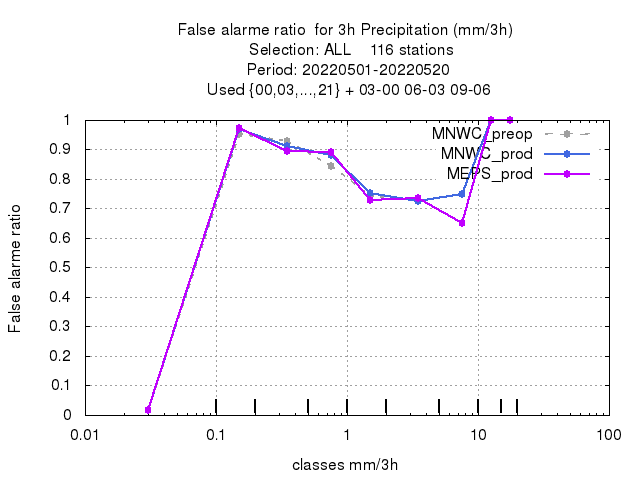 False alarme ratio  for 3h Precipitation (mm/3h)
Selection: ALL    116 stations
Period: 20220501-20220520
Used {00,03,...,21} + 03-00 06-03 09-06
MNWC_preop
MNWC_prod
MEPS_prod
1
0.9
0.8
0.7
0.6
0.5
0.4
0.3
0.2
0.1
0
False alarme ratio
0.01 0.1 1 10 100
classes mm/3h